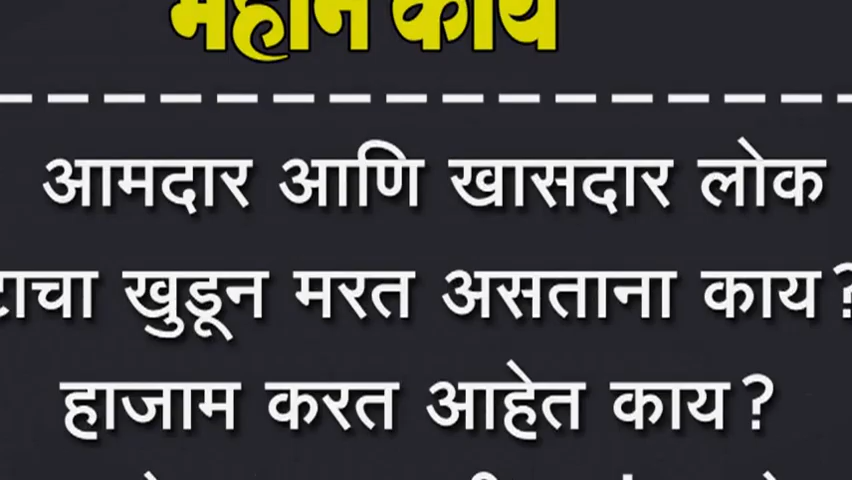 महान काय
आमदार आणि खासदार लोक
खुडून मरत असताना काय?
हाजाम करत आहेत काय?